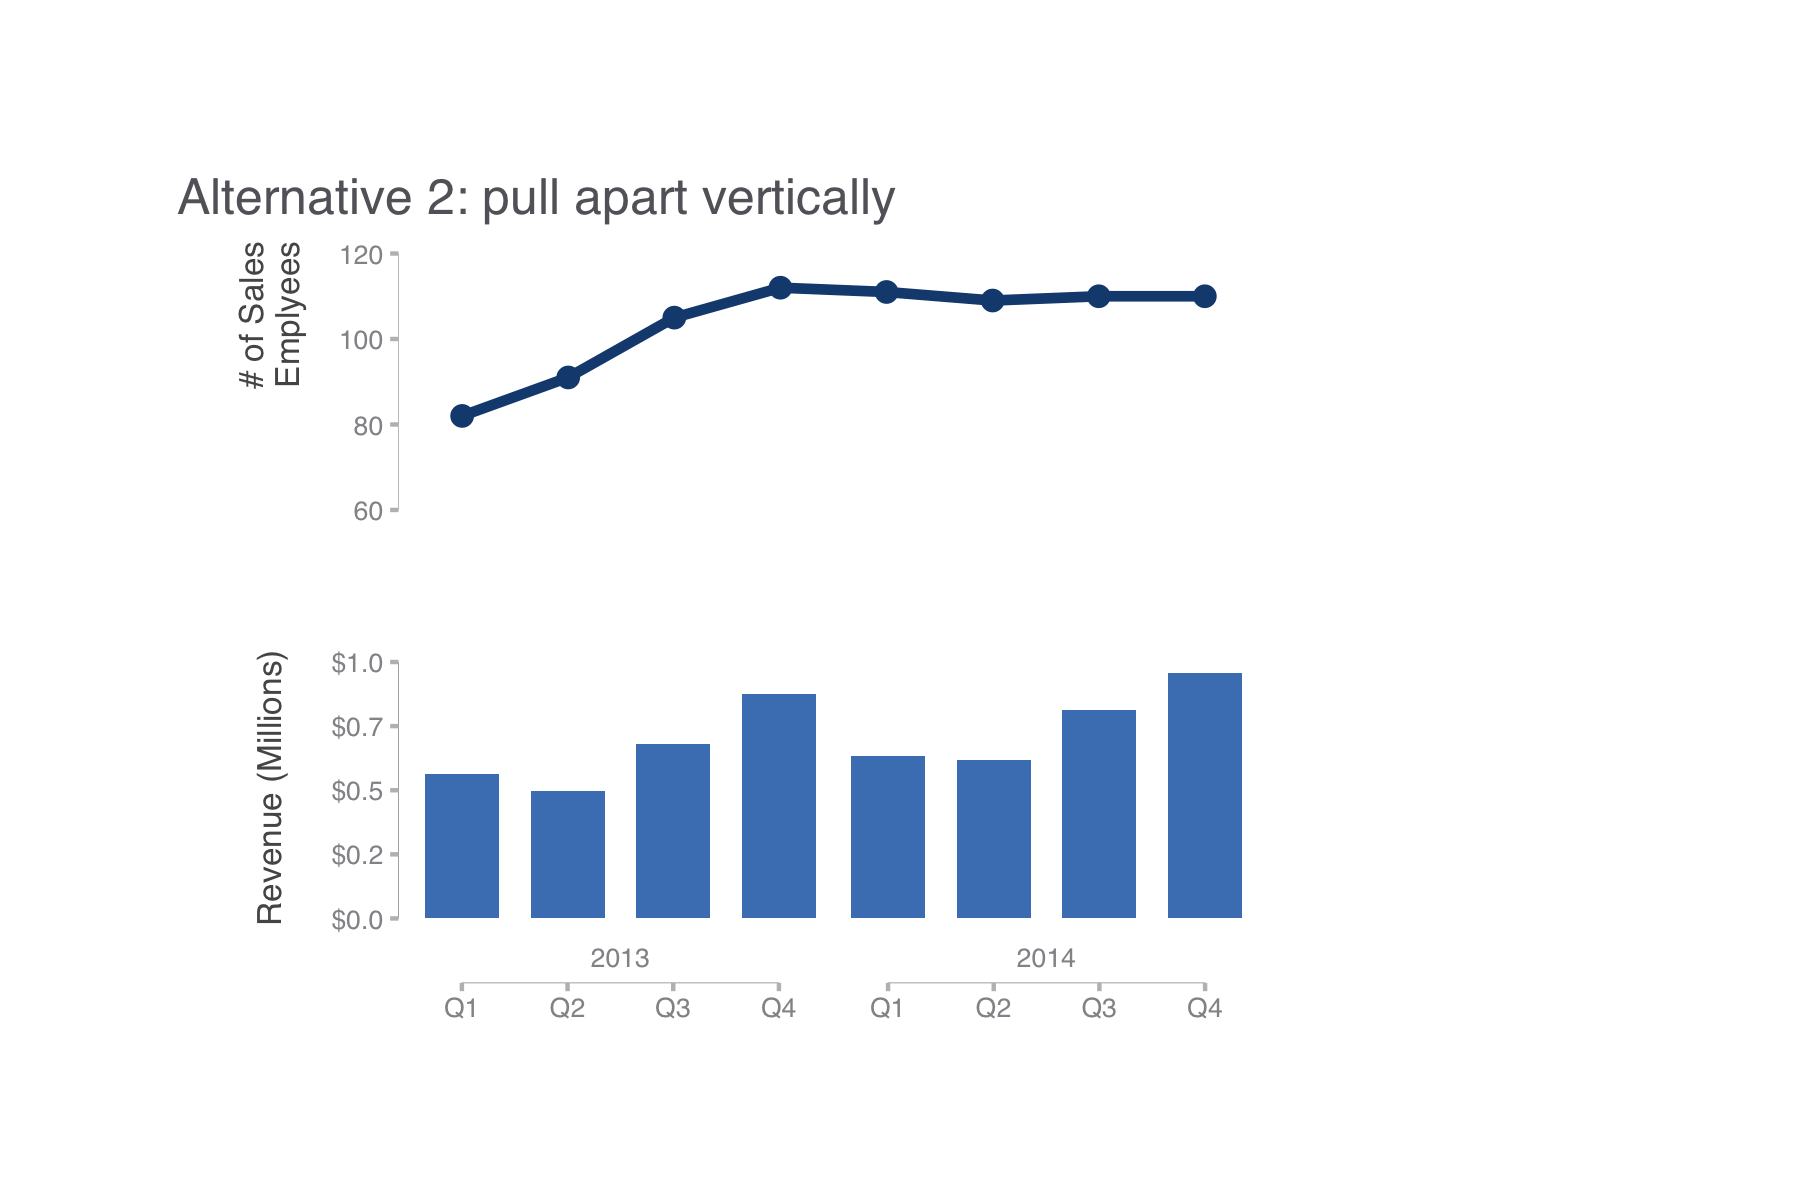 Alternative 2: pull apart vertically
# of Sales
Emplyees
120
100
80
60
Revenue (Millions)
$1.0
$0.7
$0.5
$0.2
$0.0
2013
2014
Q1 Q2 Q3 Q4 Q1 Q2 Q3 Q4